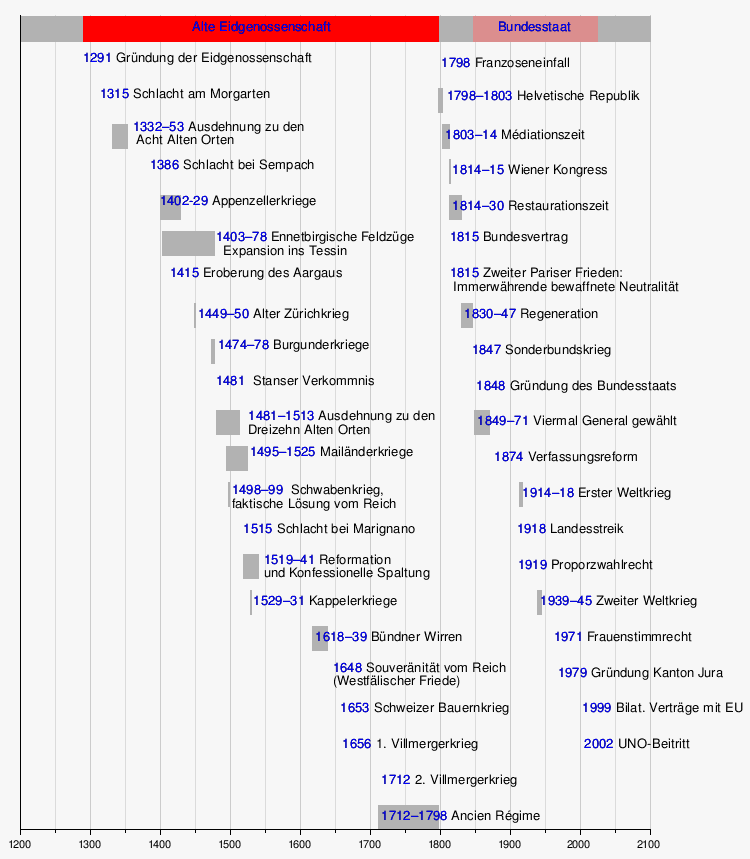 Alte Eidgenossenschaft
Bundesstaat
1291 Gründung der Eidgenossenschaft
1315 Schlacht am Morgarten
1332–53 Ausdehnung zu den
Acht Alten Orten
1386 Schlacht bei Sempach
1402-29 Appenzellerkriege
1403–78 Ennetbirgische Feldzüge
Expansion ins Tessin
1415 Eroberung des Aargaus
1449–50 Alter Zürichkrieg
1474–78 Burgunderkriege
1481 Stanser Verkommnis
1481–1513 Ausdehnung zu den
Dreizehn Alten Orten
1495–1525 Mailänderkriege
1498–99 Schwabenkrieg,
faktische Lösung vom Reich
1515 Schlacht bei Marignano
1519–41 Reformation
und Konfessionelle Spaltung
1529–31 Kappelerkriege
1618–39 Bündner Wirren
1648 Souveränität vom Reich
(Westfälischer Friede)
1653 Schweizer Bauernkrieg
1656 1. Villmergerkrieg
1712 2. Villmergerkrieg
1712–1798 Ancien Régime
1798 Franzoseneinfall
1798–1803 Helvetische Republik
1803–14 Médiationszeit
1814–15 Wiener Kongress
1814–30 Restaurationszeit
1815 Bundesvertrag
1815 Zweiter Pariser Frieden:
Immerwährende bewaffnete Neutralität
1830–47 Regeneration
1847 Sonderbundskrieg
1848 Gründung des Bundesstaats
1849–71 Viermal General gewählt
1874 Verfassungsreform
1914–18 Erster Weltkrieg
1918 Landesstreik
1919 Proporzwahlrecht
1939–45 Zweiter Weltkrieg
1971 Frauenstimmrecht
1979 Gründung Kanton Jura
1999 Bilat. Verträge mit EU
2002 UNO-Beitritt
1200 1300 1400 1500 1600 1700 1800 1900 2000 2100